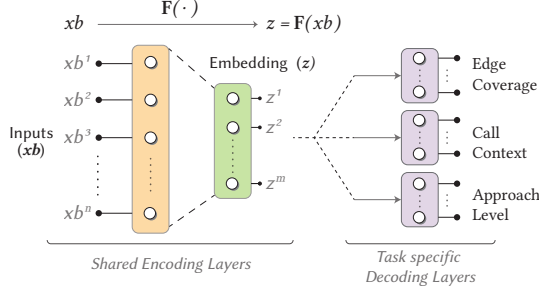 xb F(·) z = F(xb)
Embedding (z)
Inputs
(xb)
xb¹
xb²
xb³
xbⁿ
z¹
z²
zᵐ
Edge
Coverage
Call
Context
Approach
Level
Shared Encoding Layers
Task specific
Decoding Layers